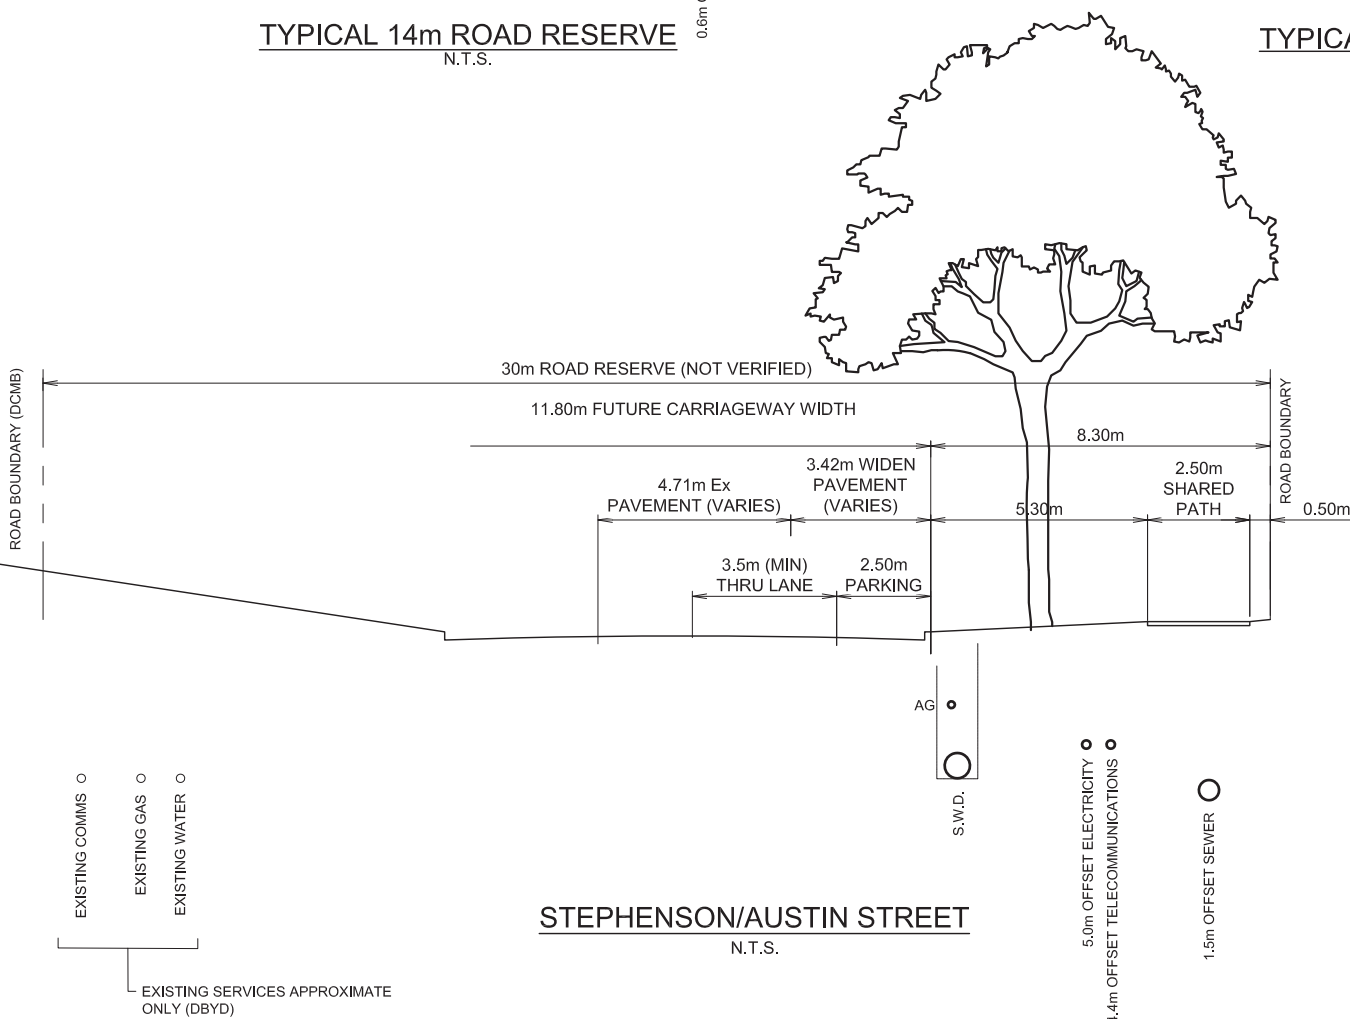 TYPICAL 14m ROAD RESERVE
N.T.S.
0.6m
30m ROAD RESERVE (NOT VERIFIED)
11.80m FUTURE CARRIAGEWAY WIDTH
8.30m
ROAD BOUNDARY (DCMB)
ROAD BOUNDARY
4.71m Ex
PAVEMENT (VARIES)
3.42m WIDEN
PAVEMENT
(VARIES)
5.30m
2.50m
SHARED
PATH
0.50m
3.5m (MIN)
THRU LANE
2.50m
PARKING
AG
S.W.D.
EXISTING COMMS
EXISTING GAS
EXISTING WATER
5.0m OFFSET ELECTRICITY
4.4m OFFSET TELECOMMUNICATIONS
1.5m OFFSET SEWER
STEPHENSON/AUSTIN STREET
N.T.S.
EXISTING SERVICES APPROXIMATE
ONLY (DBYD)